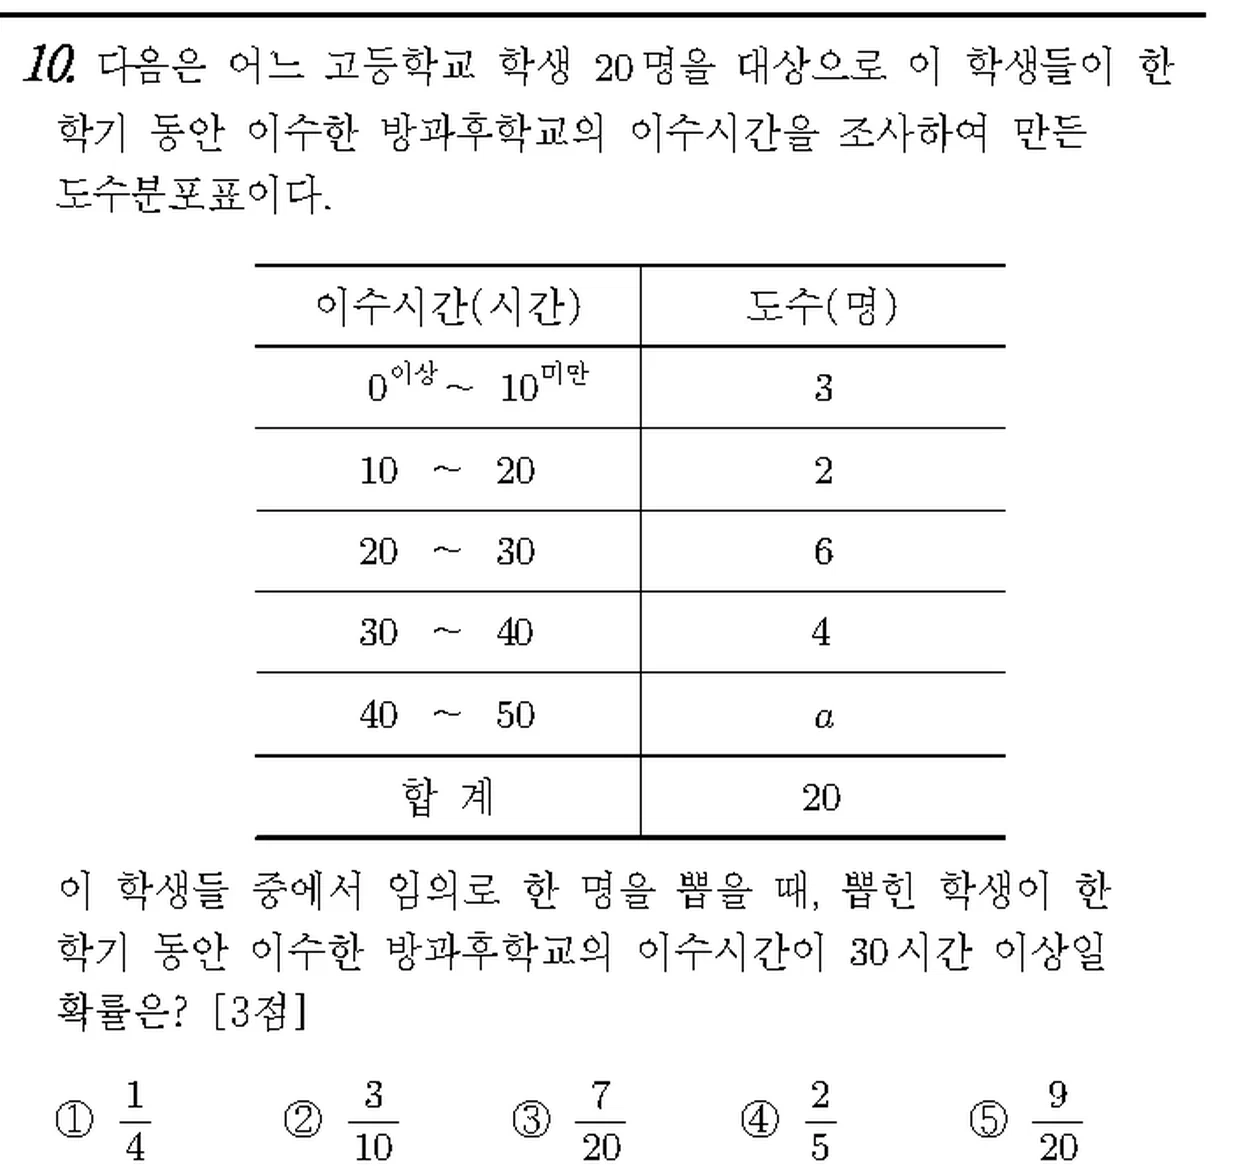 10. 다음은 어느 고등학교 학생 20명을 대상으로 이 학생들이 한
학기 동안 이수한 방과후학교의 이수시간을 조사하여 만든
도수분포표이다.
이수시간(시간) 도수(명)
0이상 ~ 10미만 3
10 ~ 20 2
20 ~ 30 6
30 ~ 40 4
40 ~ 50 a
합 계 20
이 학생들 중에서 임의로 한 명을 뽑을 때, 뽑힌 학생이 한
학기 동안 이수한 방과후학교의 이수시간이 30시간 이상일
확률은? [3점]
① 1/4 ② 3/10 ③ 7/20 ④ 2/5 ⑤ 9/20